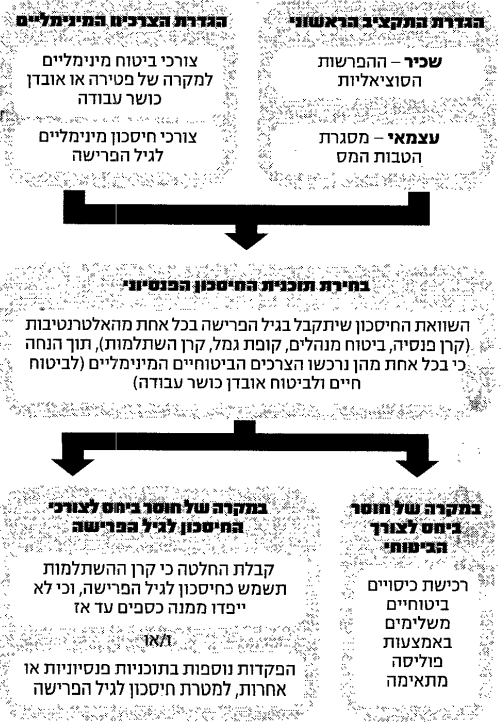 הגדרת התקציב הראשוני
שכיר – ההפרשות
הסוציאליות
עצמאי – מסגרת
הטבות המס
הגדרת הצרכים המינימליים
צורכי ביטוח מינימליים
למקרה של פטירה או אובדן
כושר עבודה
צורכי חיסכון מינימליים
לגיל הפרישה
בחירת תוכנית החיסכון הפנסיוני
השוואת החיסכון שיתקבל בגיל הפרישה בכל אחת מהאלטרנטיבות
(קרן פנסיה, ביטוח מנהלים, קופת גמל, קרן השתלמות), תוך הנחה
כי בכל אחת מהן נרכשו הצרכים הביטוחיים המינימליים (לביטוח
חיים ולביטוח אובדן כושר עבודה)
במקרה של חוסר
ביחס לצורך
הביטוחי
רכישת כיסויים
ביטוחיים
משלימים
באמצעות
פוליסה
מתאימה
במקרה של חוסר ביחס לצורכי
החיסכון לגיל הפרישה
קבלת החלטה כי קרן ההשתלמות
תשמש כחיסכון לגיל הפרישה, וכי לא
ייפדו ממנה כספים עד אז
ו/או
הפקדות נוספות בתוכניות פנסיוניות או
אחרות, למטרת חיסכון לגיל הפרישה